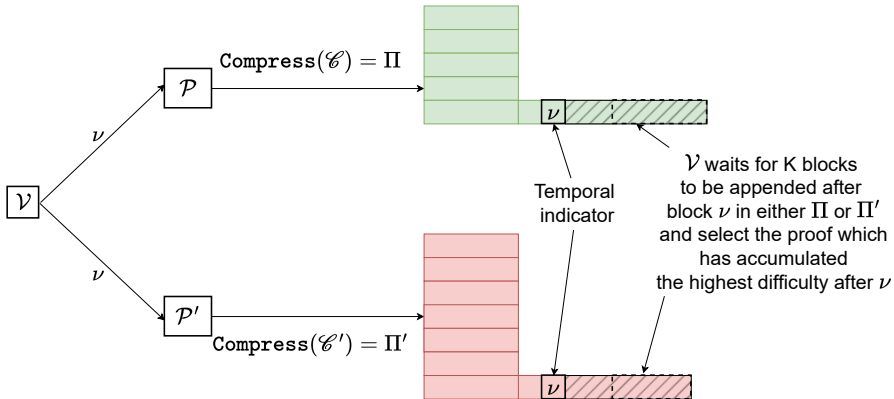 Compress(𝒞) = Π
𝒫
ν
ν
𝒱 waits for K blocks
to be appended after
block ν in either Π or Π′
and select the proof which
has accumulated
the highest difficulty after ν
𝒱
Temporal
indicator
ν
𝒫′
Compress(𝒞′) = Π′
ν